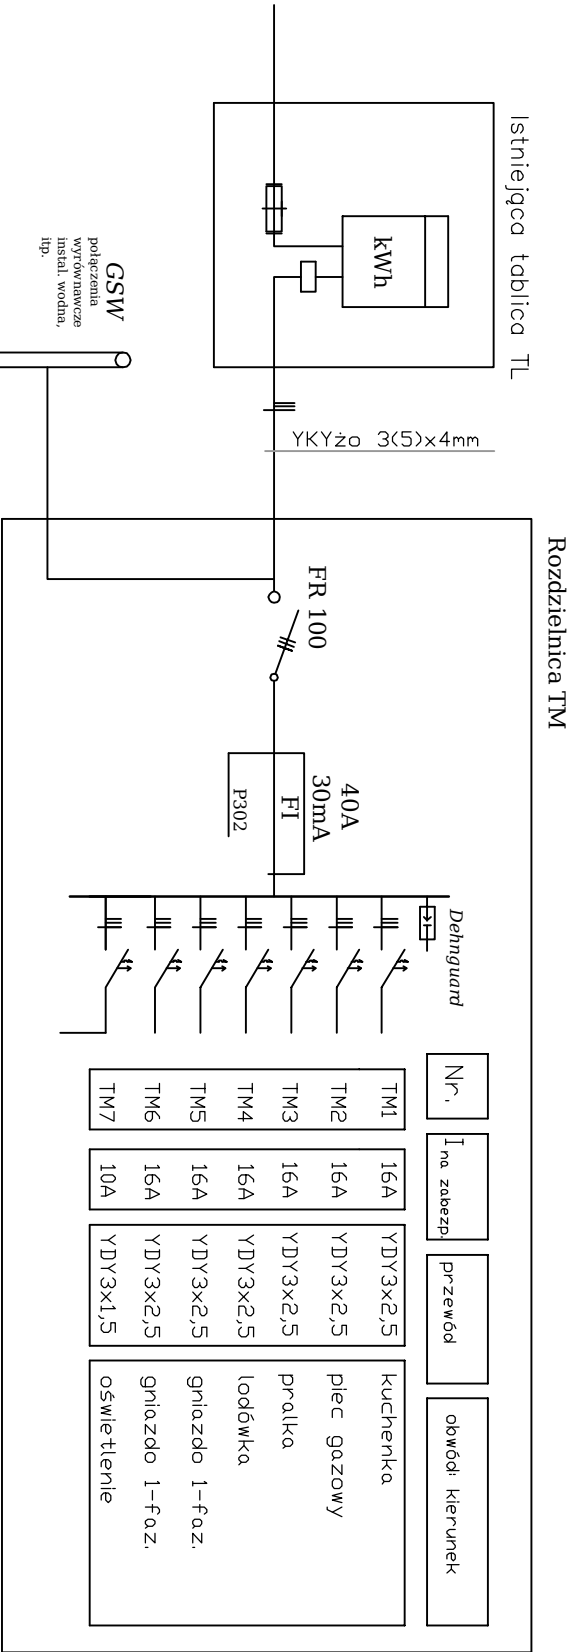 Istniejąca tablica TL
kWh
YKYżo 3(5)x4mm
GSW
połączenia
wyrównawcze
instal. wodna,
itp.
Rozdzielnica TM
FR 100
40A
30mA
FI
P302
Dehnguard
Nr. I na zabezp. przewód obwód: kierunek
TM1 16A YDY3x2,5 kuchenka
TM2 16A YDY3x2,5 piec gazowy
TM3 16A YDY3x2,5 pralka
TM4 16A YDY3x2,5 lodówka
TM5 16A YDY3x2,5 gniazdo 1-faz.
TM6 16A YDY3x2,5 gniazdo 1-faz.
TM7 10A YDY3x1,5 oświetlenie